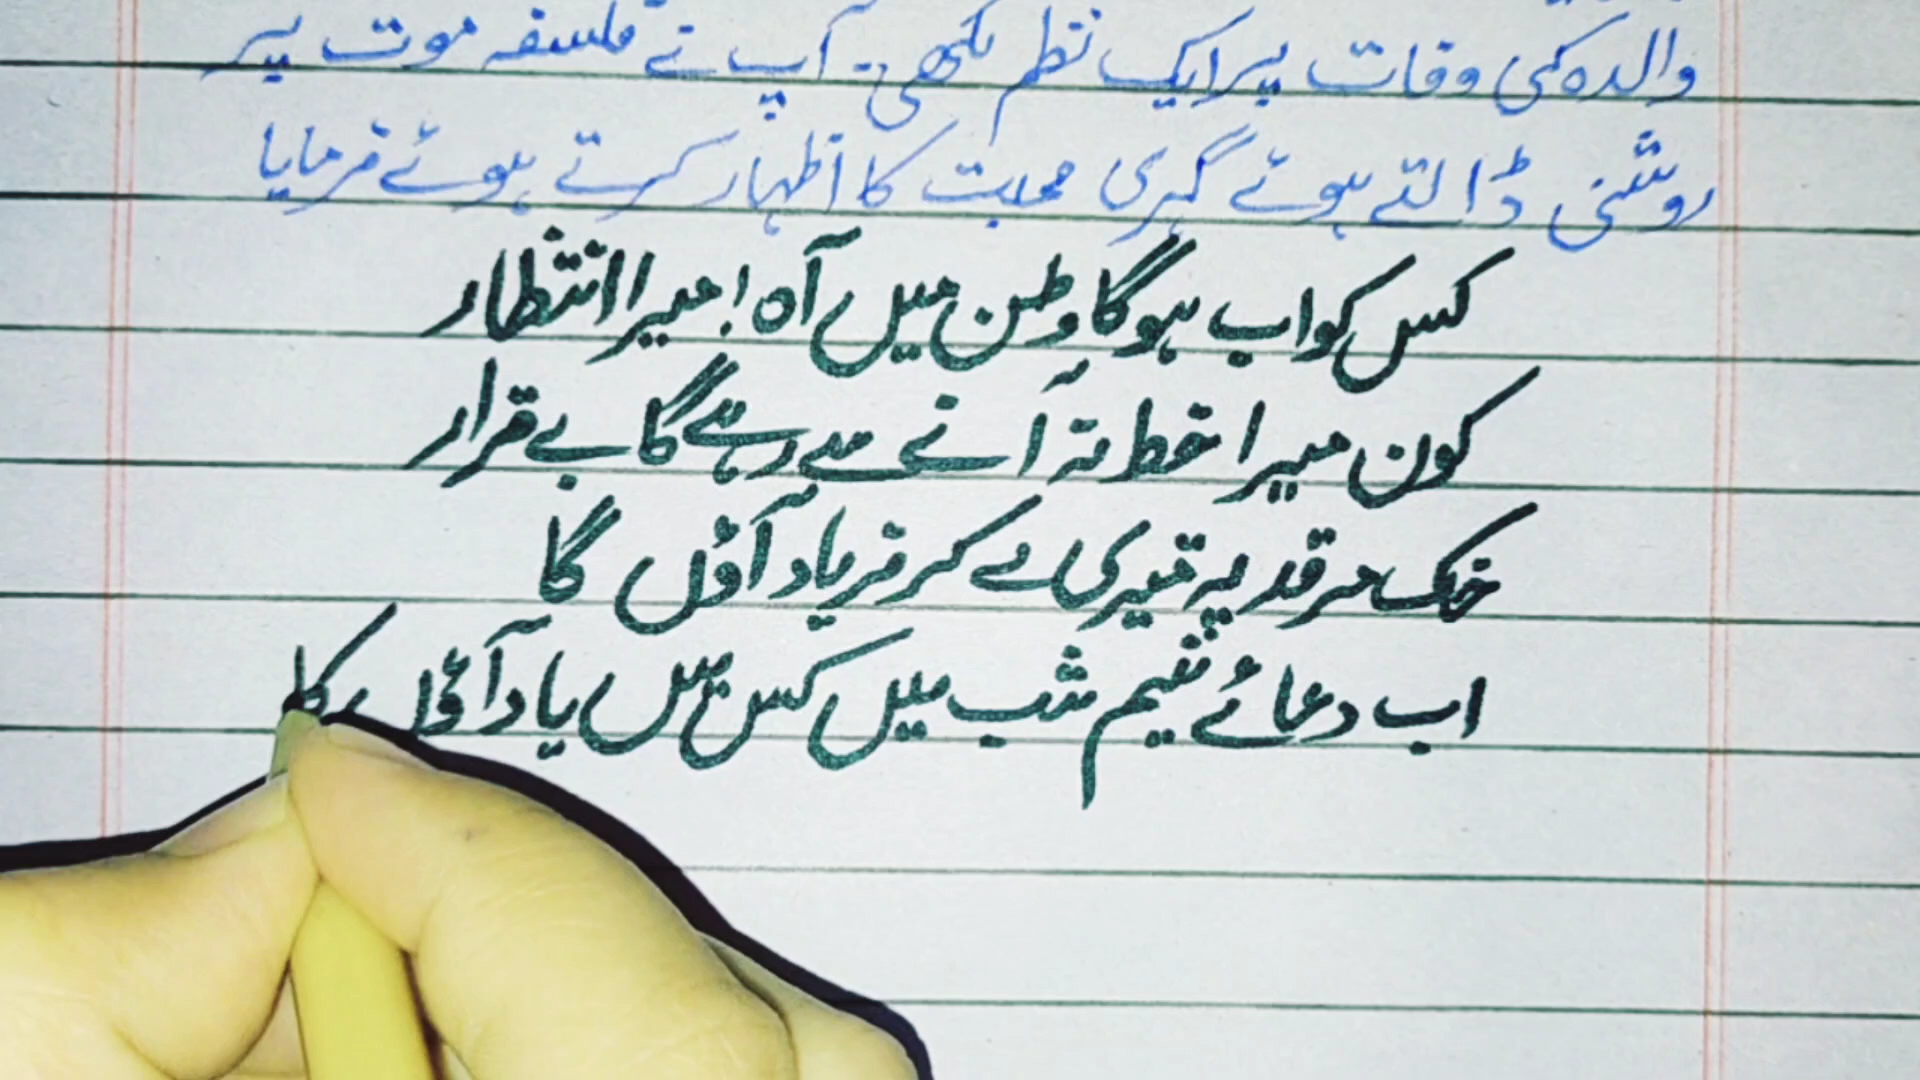 والدہ کی وفات پر ایک نظم لکھی۔ آپ نے فلسفہ موت پر
روشنی ڈالتے ہوئے گہری محبت کا اظہار کرتے ہوئے فرمایا
کس کو اب ہوگا وطن میں آہ! میرا انتظار
کون میرا خط نہ آنے سے رہے گا بے قرار
خاک مرقد پہ تیری لے کر فریاد آؤں گا
اب دعائے نیم شب میں کس میں یاد آؤں گا